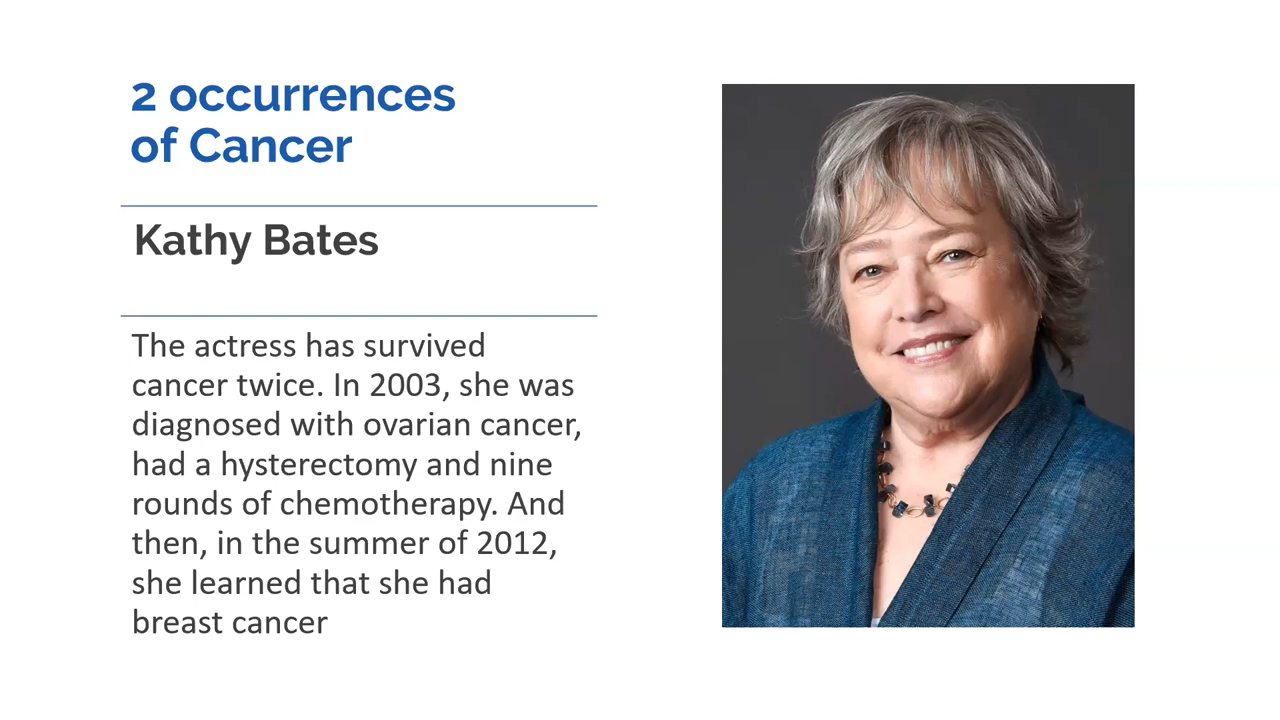 2 occurrences
of Cancer
Kathy Bates
The actress has survived
cancer twice. In 2003, she was
diagnosed with ovarian cancer,
had a hysterectomy and nine
rounds of chemotherapy. And
then, in the summer of 2012,
she learned that she had
breast cancer